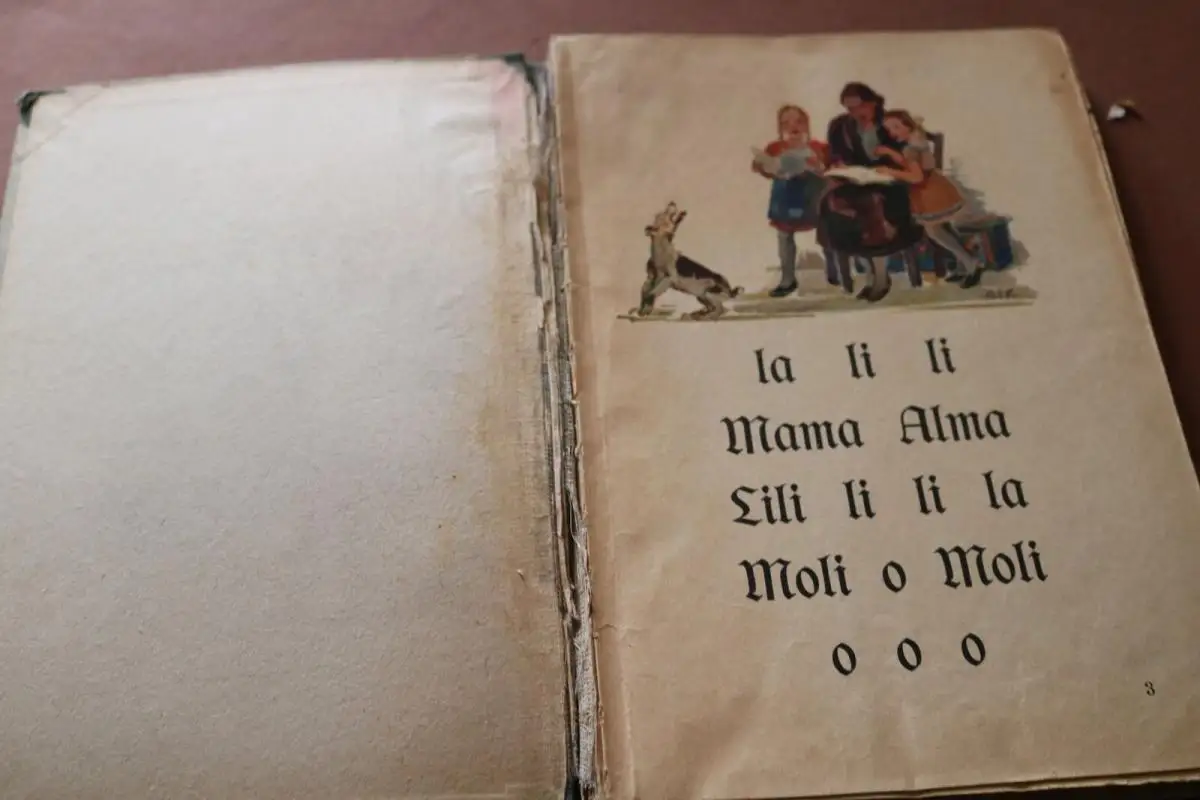 la li li
Mama Alma
Lili li li la
Moli o Moli
o o o
3